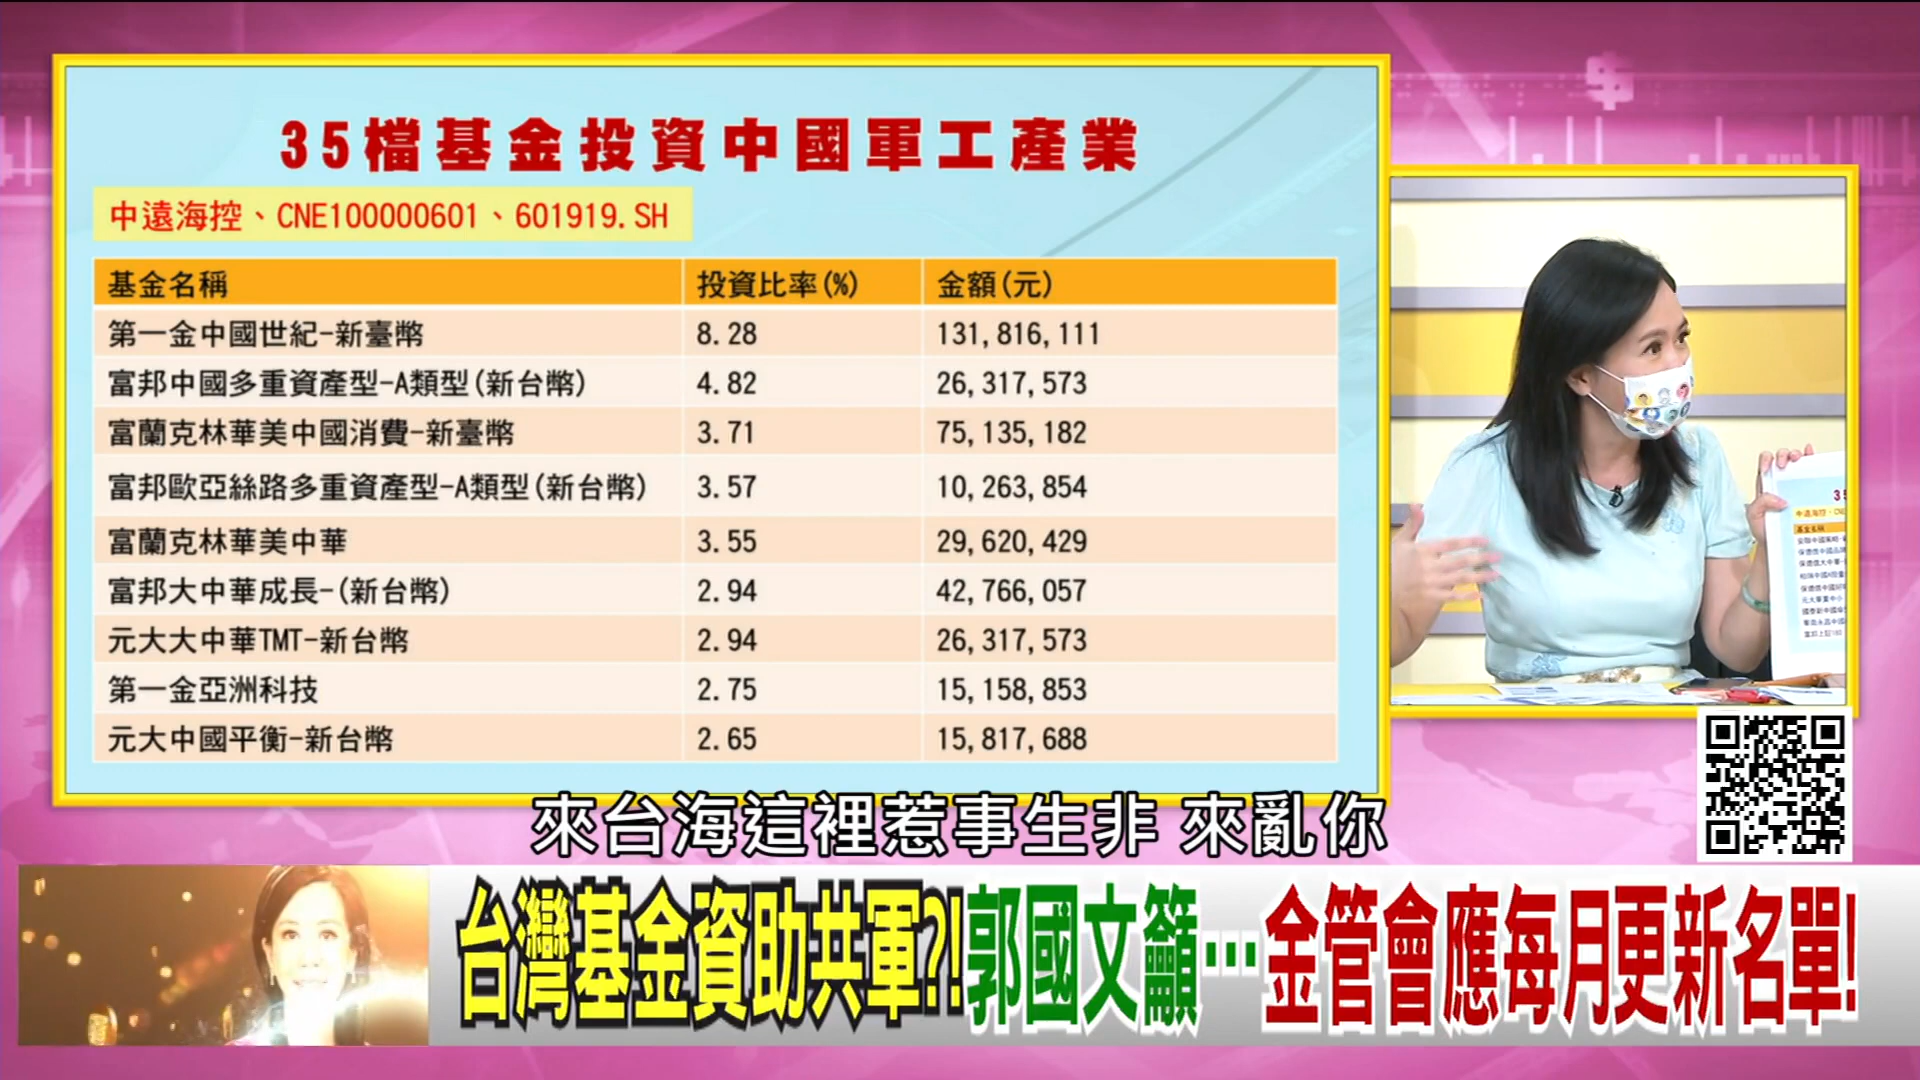 35檔基金投資中國軍工產業
中遠海控、CNE100000601、601919.SH
基金名稱 投資比率(%) 金額(元)
第一金中國世紀-新臺幣 8.28 131,816,111
富邦中國多重資產型-A類型(新台幣) 4.82 26,317,573
富蘭克林華美中國消費-新臺幣 3.71 75,135,182
富邦歐亞絲路多重資產型-A類型(新台幣) 3.57 10,263,854
富蘭克林華美中華 3.55 29,620,429
富邦大中華成長-(新台幣) 2.94 42,766,057
元大大中華TMT-新台幣 2.94 26,317,573
第一金亞洲科技 2.75 15,158,853
元大中國平衡-新台幣 2.65 15,817,688
來台海這裡惹事生非 來亂你
台灣基金資助共軍?!郭國文籲…金管會應每月更新名單!